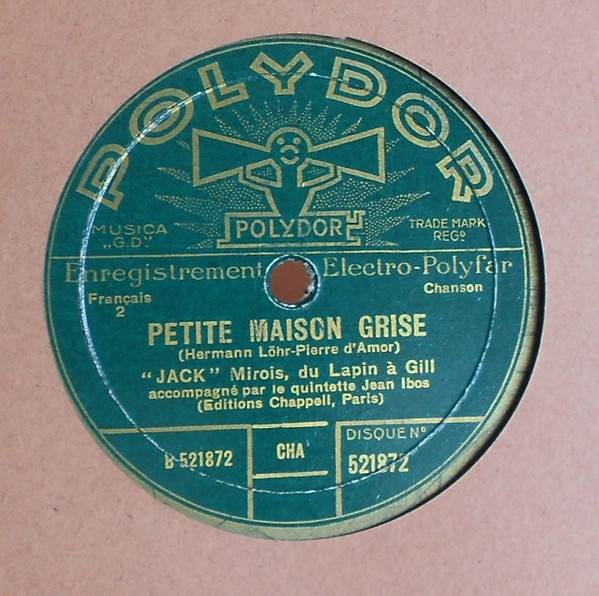 POLYDOR
POLYDOR
MUSICA
„G.D."
TRADE MARK
REGD
Enregistrement Electro-Polyfar
Français
2
Chanson
PETITE MAISON GRISE
(Hermann Löhr-Pierre d'Amor)
"JACK" Mirois, du Lapin à Gill
accompagné par le quintette Jean Ibos
(Editions Chappell, Paris)
B 521872
CHA
DISQUE No
521872